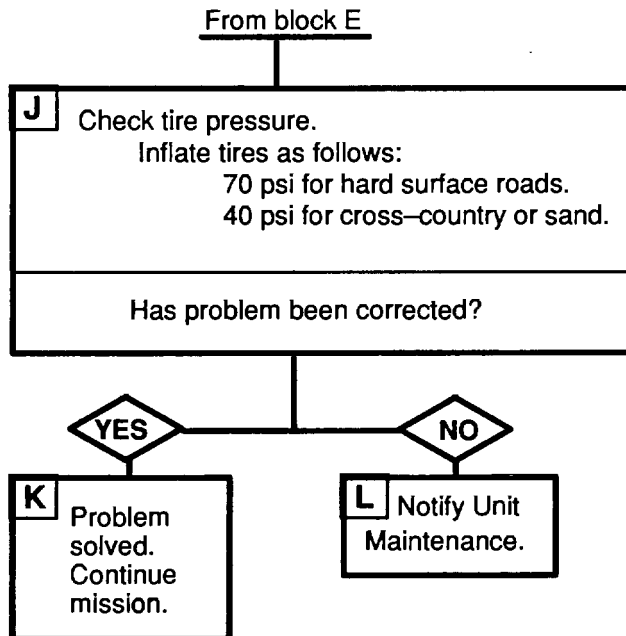 From block E
J
Check tire pressure.
Inflate tires as follows:
70 psi for hard surface roads.
40 psi for cross–country or sand.
Has problem been corrected?
YES
NO
K
Problem
solved.
Continue
mission.
L
Notify Unit
Maintenance.